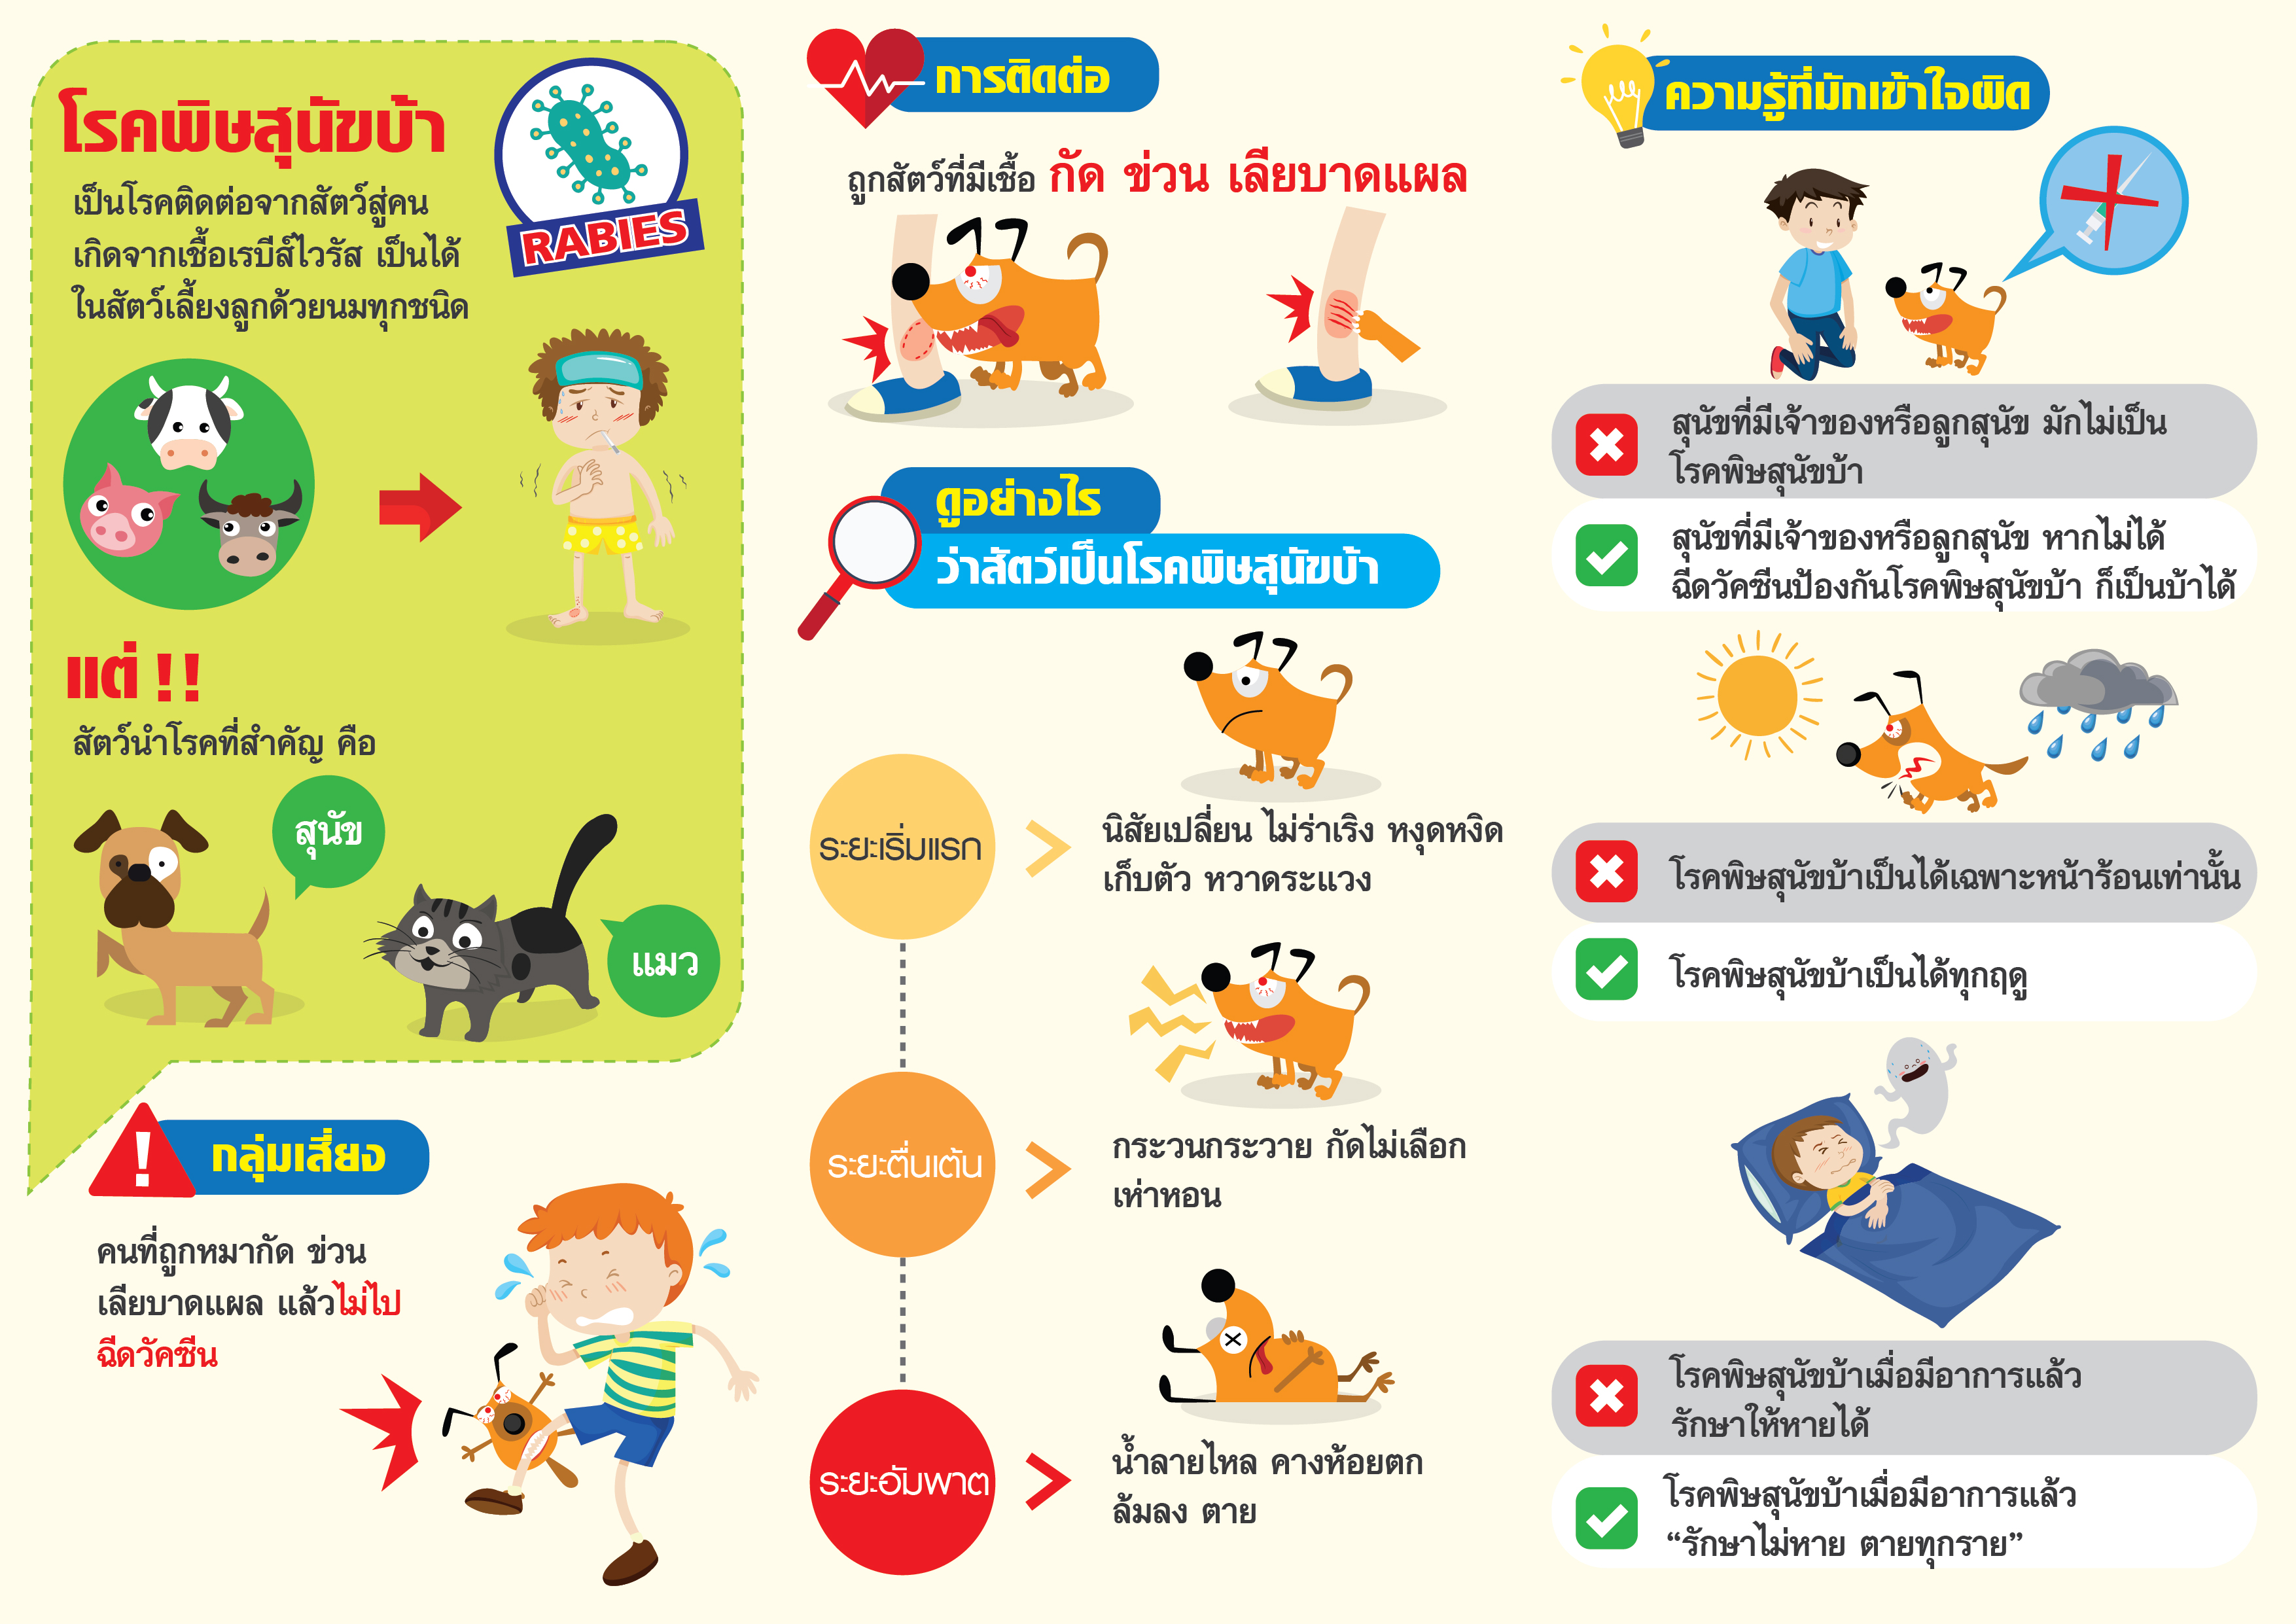 โรคพิษสุนัขบ้า
เป็นโรคติดต่อจากสัตว์สู่คน
เกิดจากเชื้อเรบีส์ไวรัส เป็นได้
ในสัตว์เลี้ยงลูกด้วยนมทุกชนิด
RABIES
แต่ !!
สัตว์นำโรคที่สำคัญ คือ
สุนัข
แมว
กลุ่มเสี่ยง
คนที่ถูกหมากัด ข่วน
เลียบาดแผล แล้วไม่ไป
ฉีดวัคซีน
การติดต่อ
ถูกสัตว์ที่มีเชื้อ กัด ข่วน เลียบาดแผล
ดูอย่างไร
ว่าสัตว์เป็นโรคพิษสุนัขบ้า
ระยะเริ่มแรก
นิสัยเปลี่ยน ไม่ร่าเริง หงุดหงิด
เก็บตัว หวาดระแวง
ระยะตื่นเต้น
กระวนกระวาย กัดไม่เลือก
เห่าหอน
ระยะอัมพาต
น้ำลายไหล คางห้อยตก
ล้มลง ตาย
ความรู้ที่มักเข้าใจผิด
สุนัขที่มีเจ้าของหรือลูกสุนัข มักไม่เป็น
โรคพิษสุนัขบ้า
สุนัขที่มีเจ้าของหรือลูกสุนัข หากไม่ได้
ฉีดวัคซีนป้องกันโรคพิษสุนัขบ้า ก็เป็นบ้าได้
โรคพิษสุนัขบ้าเป็นได้เฉพาะหน้าร้อนเท่านั้น
โรคพิษสุนัขบ้าเป็นได้ทุกฤดู
โรคพิษสุนัขบ้าเมื่อมีอาการแล้ว
รักษาให้หายได้
โรคพิษสุนัขบ้าเมื่อมีอาการแล้ว
“รักษาไม่หาย ตายทุกราย”